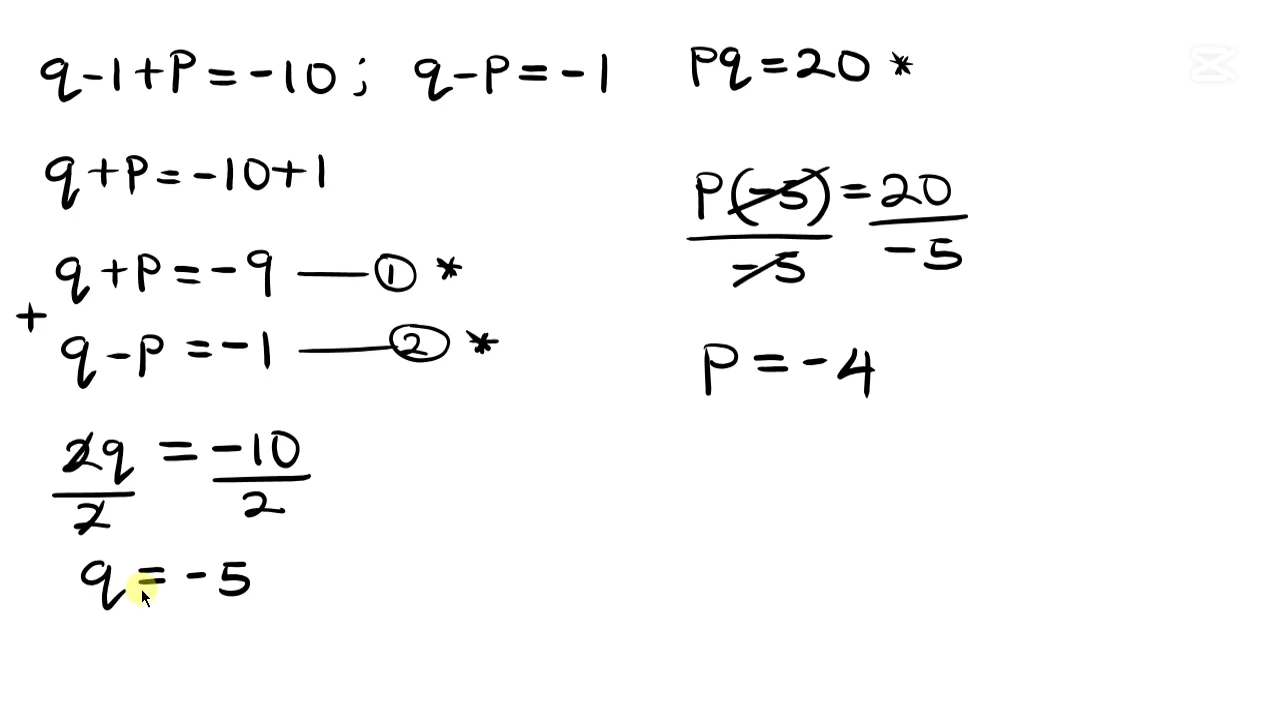 q-1+P=-10; q-P=-1
q+P=-10+1
q+P=-9 —— ① *
+
q-P=-1 —— ② *
2q/2 = -10/2
q=-5
Pq=20 *
P(-5)/-5 = 20/-5
P=-4